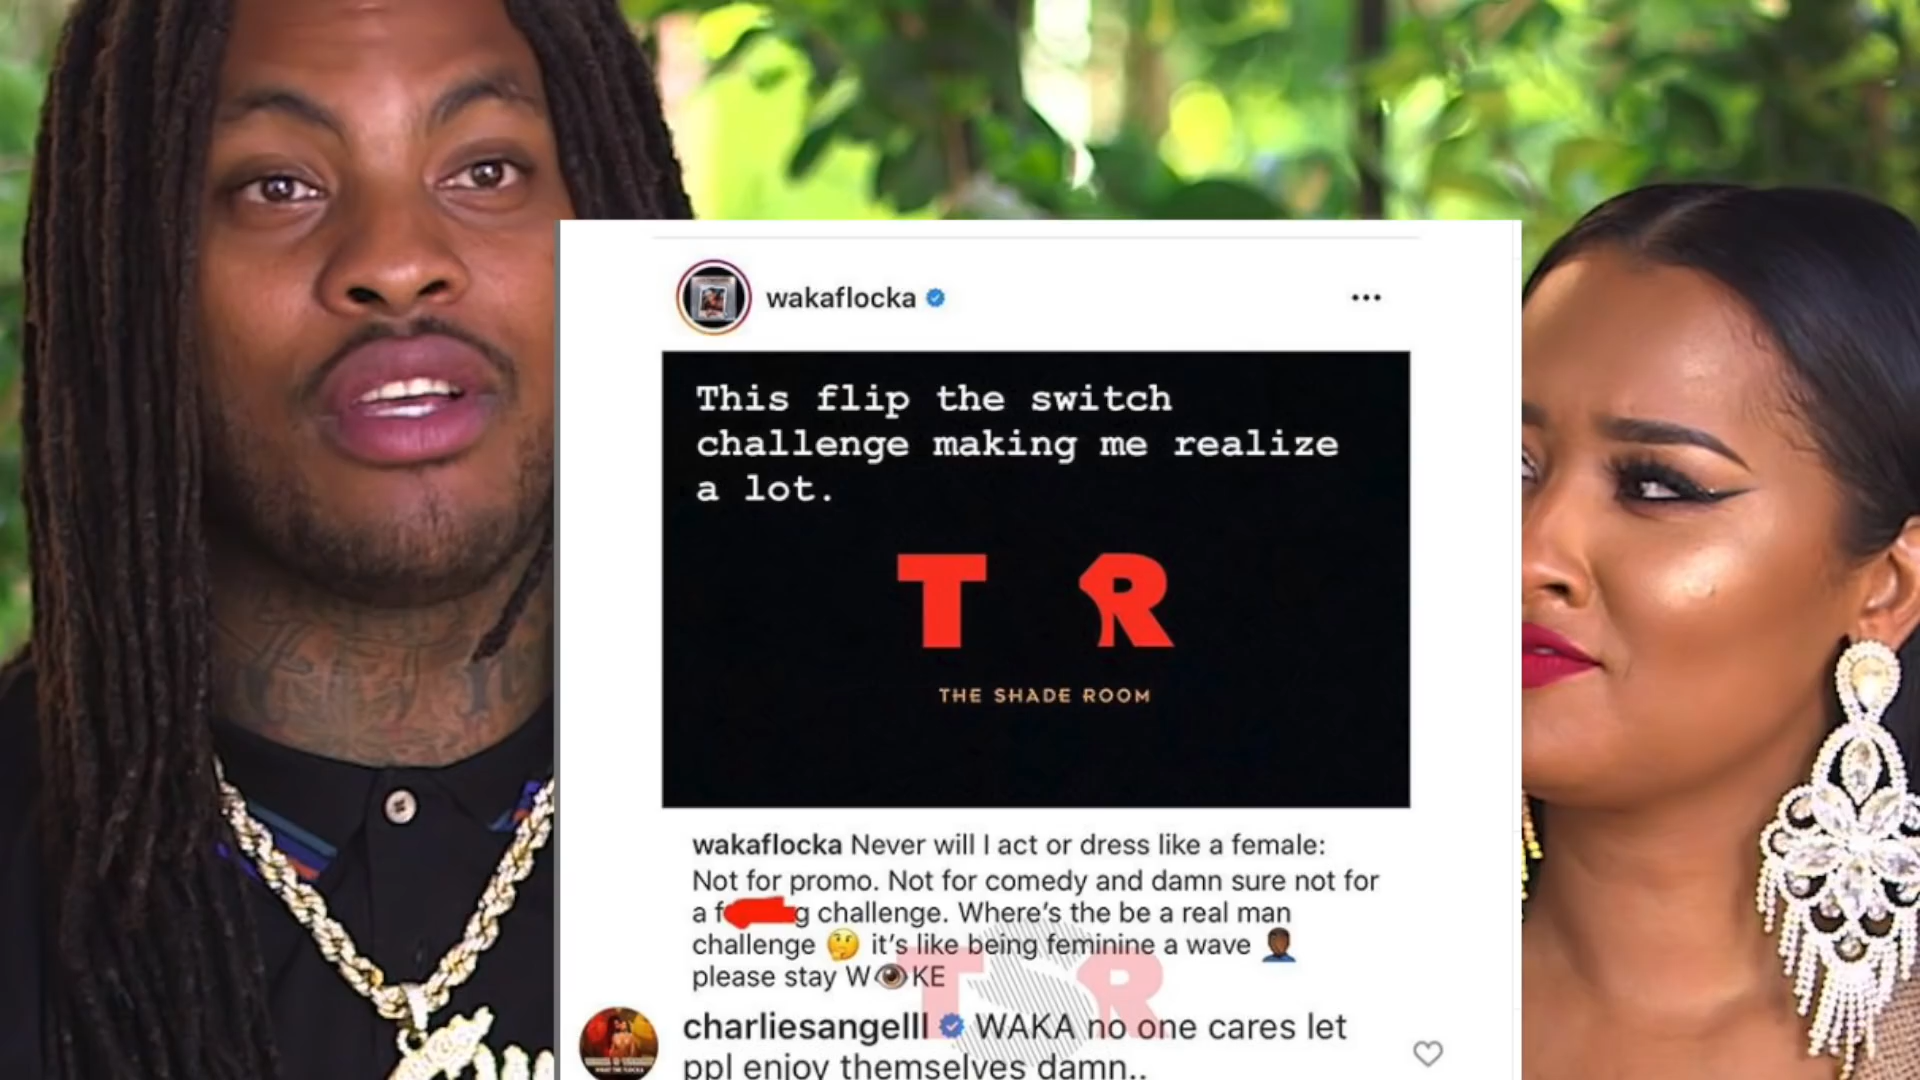 wakaflocka
This flip the switch
challenge making me realize
a lot.
T R
THE SHADE ROOM
wakaflocka Never will I act or dress like a female:
Not for promo. Not for comedy and damn sure not for
a f g challenge. Where's the be a real man
challenge 🤔 it's like being feminine a wave 🤦🏾‍♂️
please stay W👁KE
TSR
charliesangelll WAKA no one cares let
ppl enjoy themselves damn..